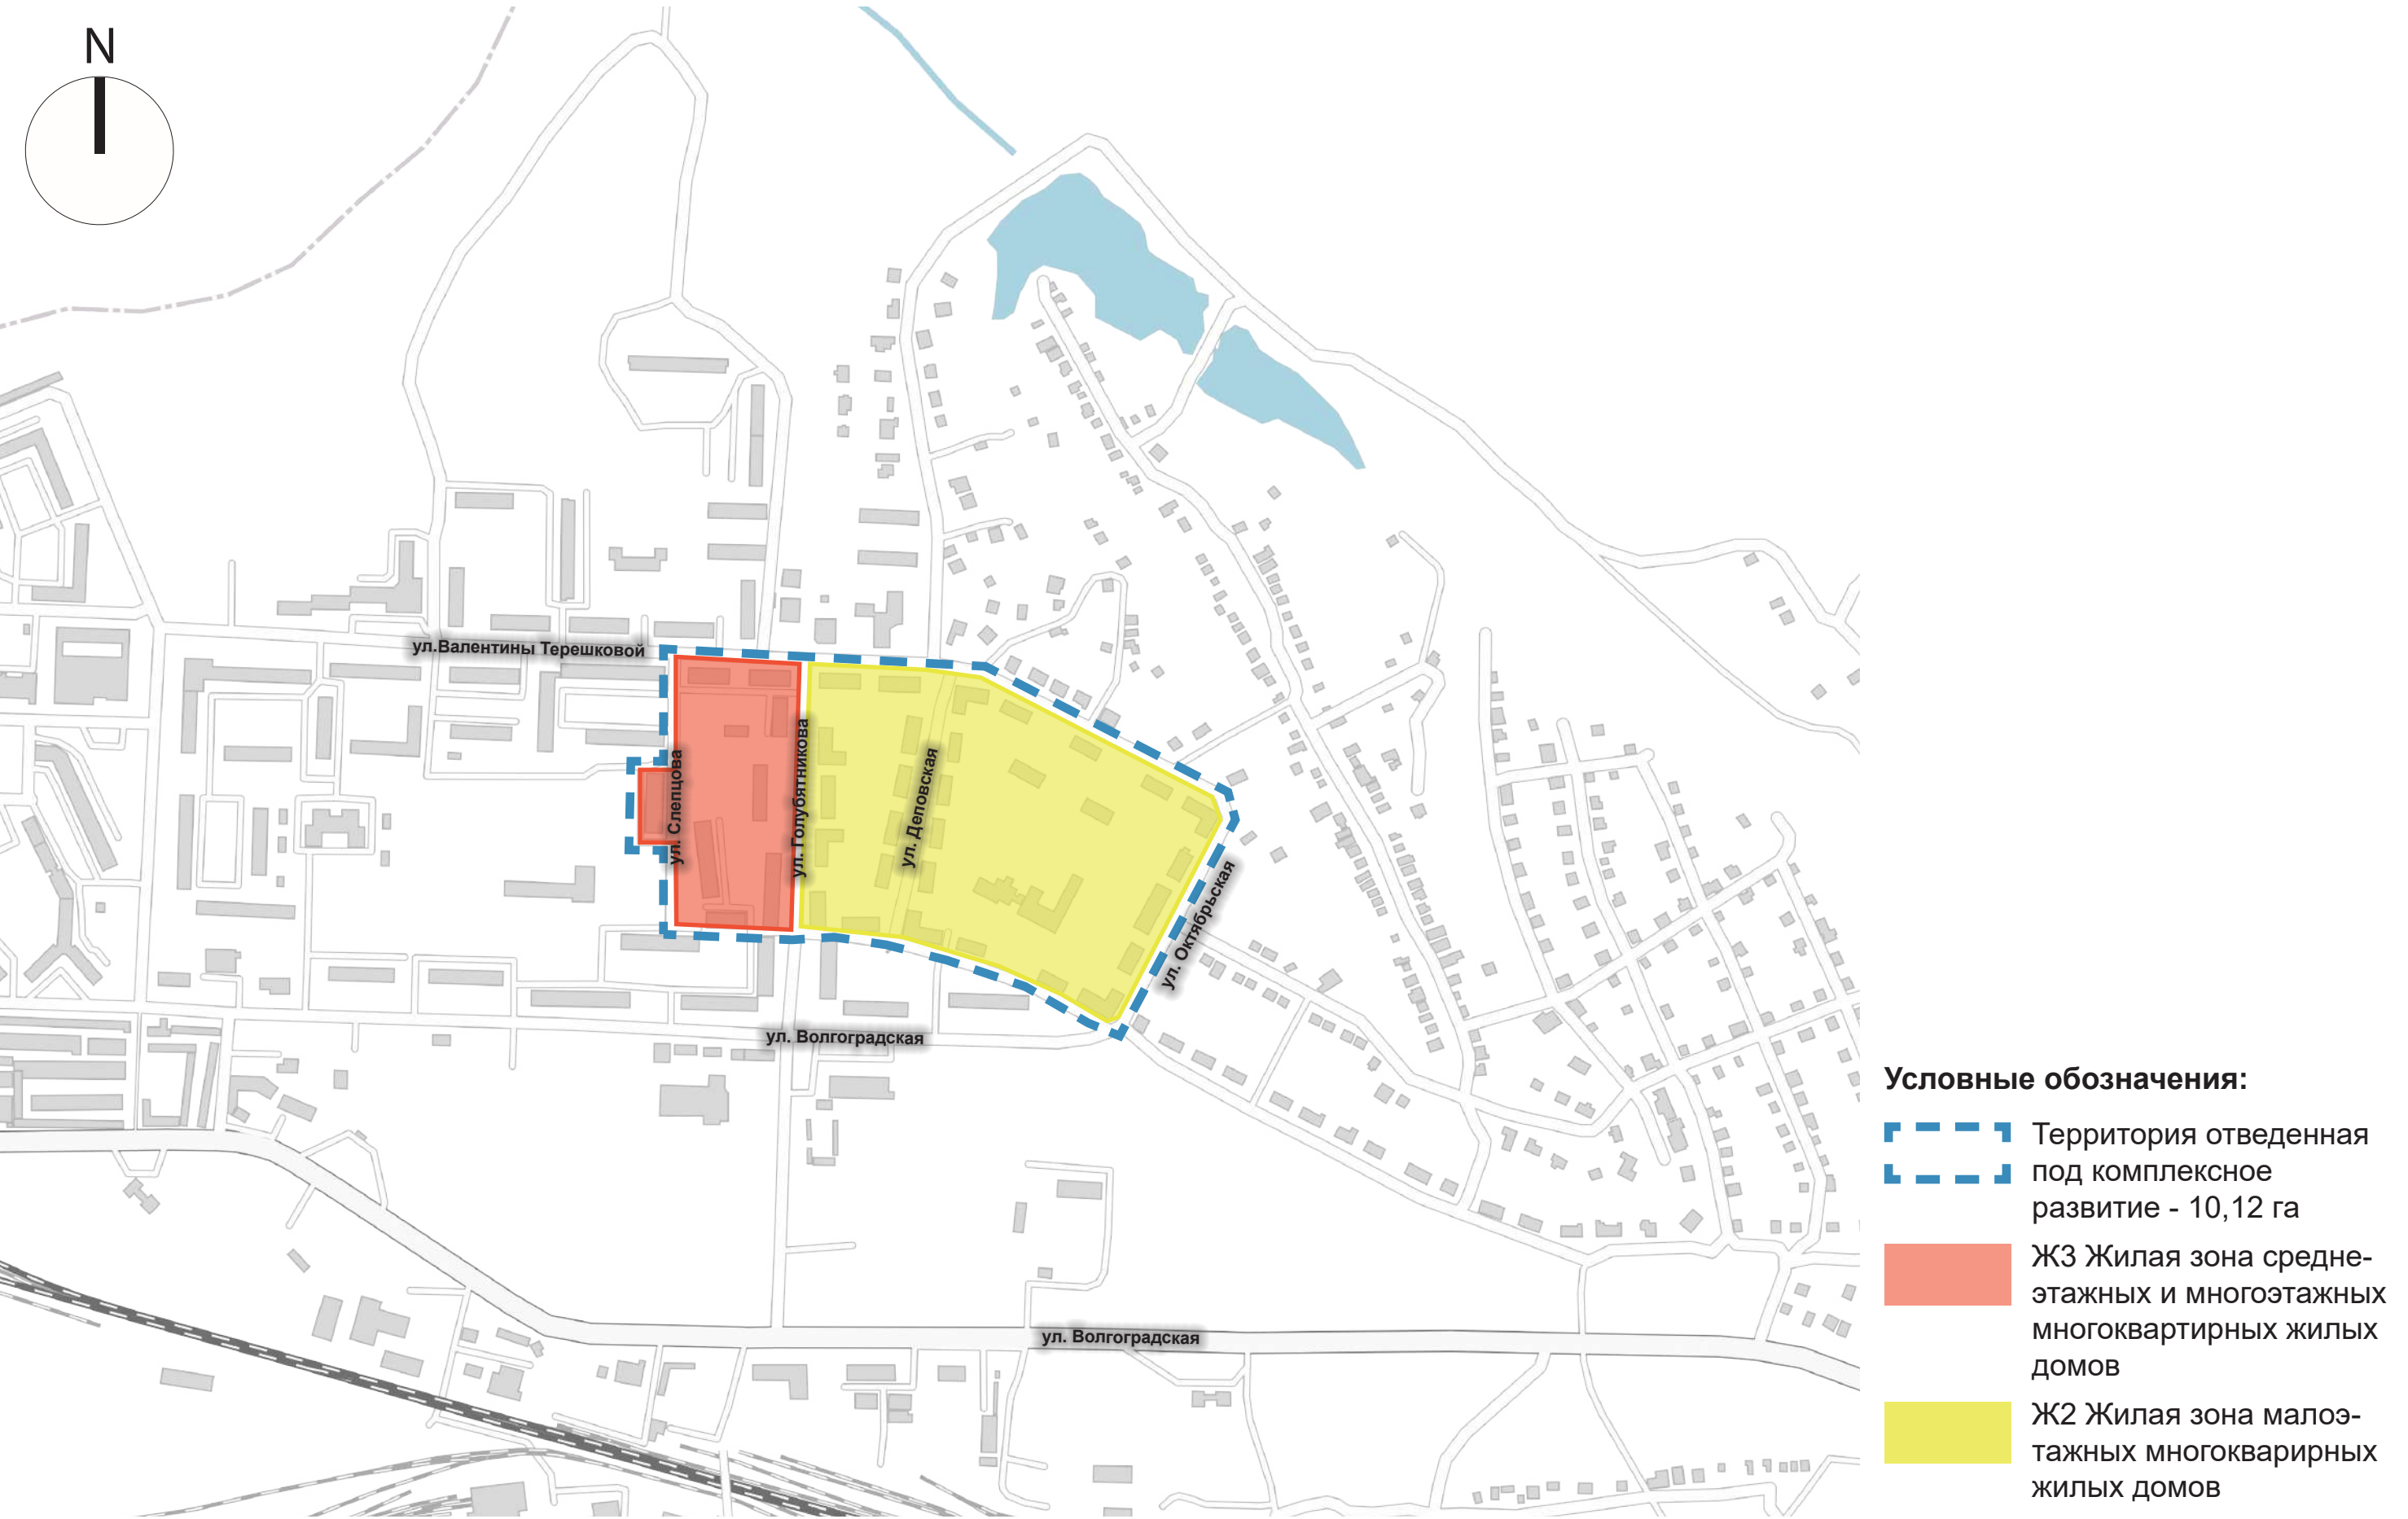 N
ул.Валентины Терешковой
ул. Слепцова
ул. Голубятникова
ул. Деповская
ул. Октябрьская
ул. Волгоградская
ул. Волгоградская
Условные обозначения:
Территория отведенная
под комплексное
развитие - 10,12 га
Ж3 Жилая зона средне-
этажных и многоэтажных
многоквартирных жилых
домов
Ж2 Жилая зона малоэ-
тажных многокварирных
жилых домов